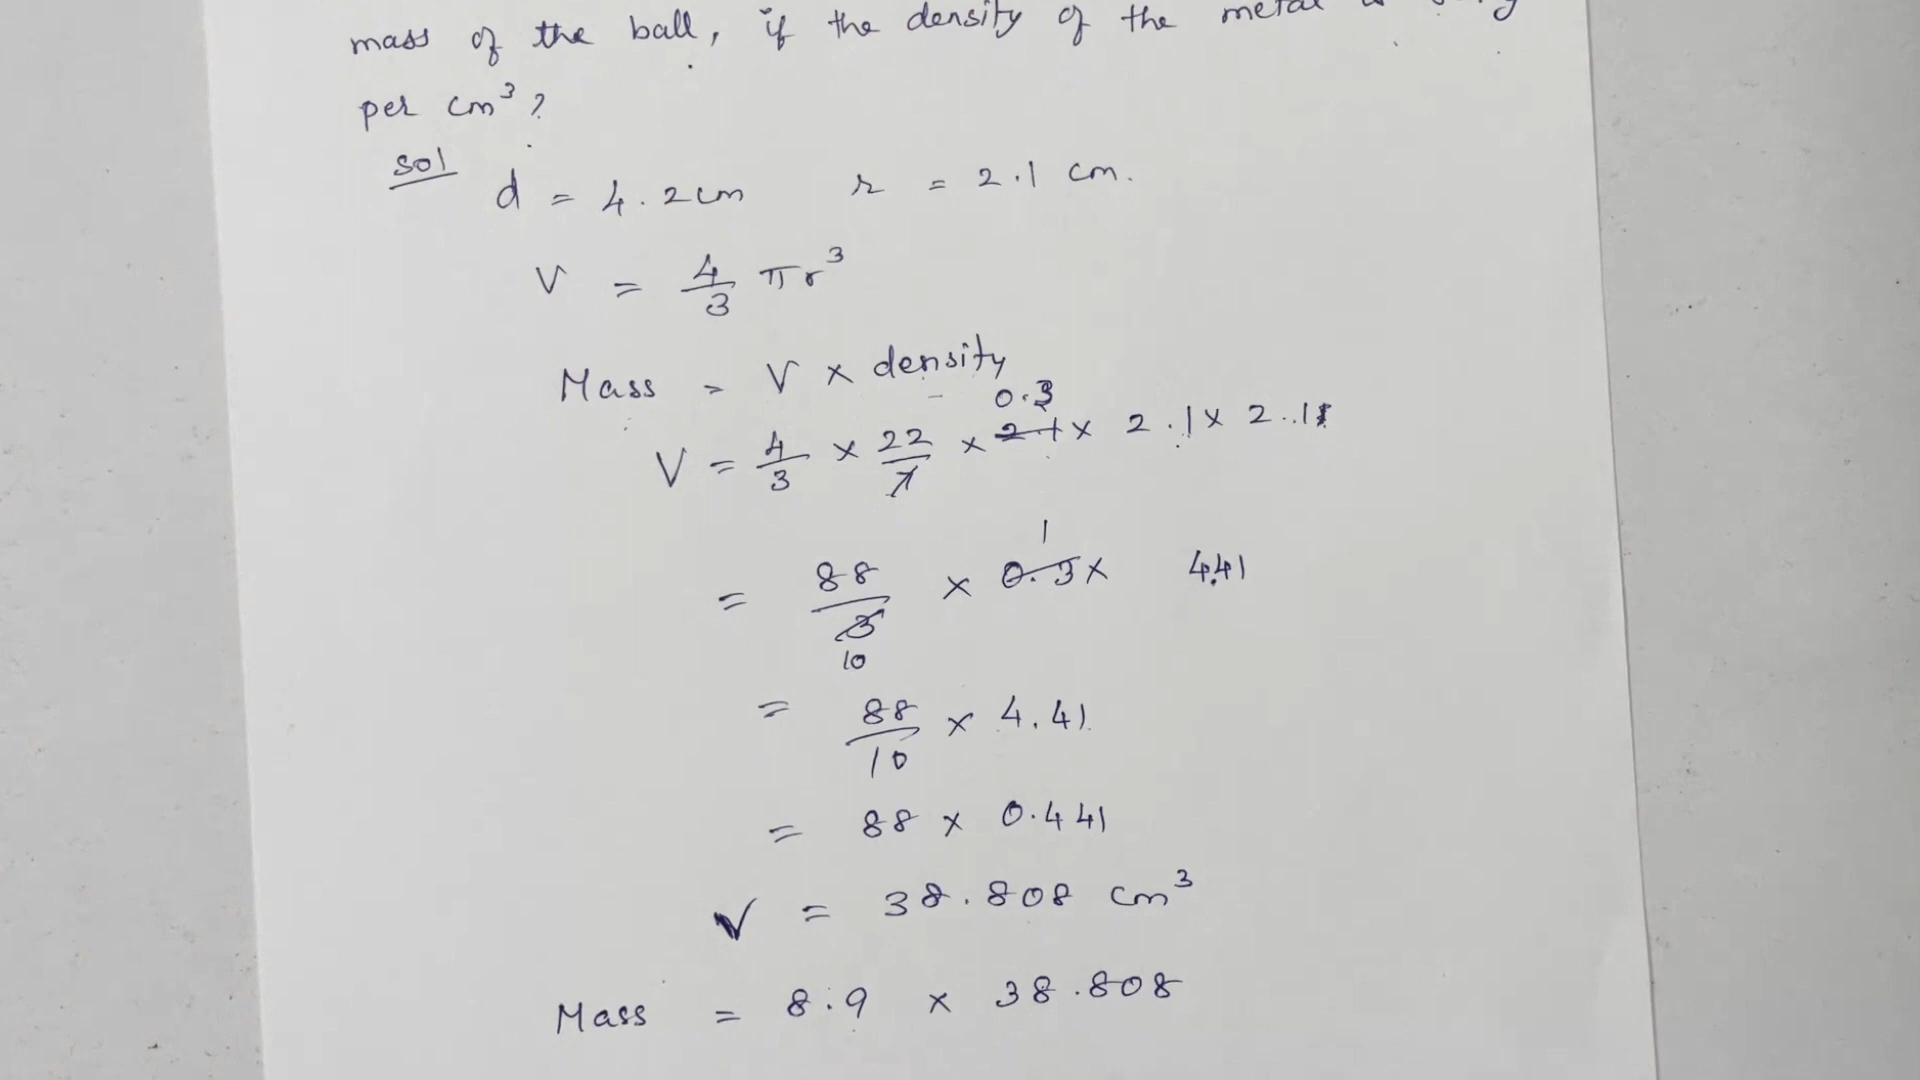 mass of the ball, if the density of the metal
per cm³ ?
sol
d = 4.2cm r = 2.1 cm.
V = 4/3 πr³
Mass = V × density
0.3
V = 4/3 × 22/7 × 2.1 × 2.1 × 2.1
1
= 88/3 × 0.3 × 4.41
10
= 88/10 × 4.41
= 88 × 0.441
V = 38.808 cm³
Mass = 8.9 × 38.808